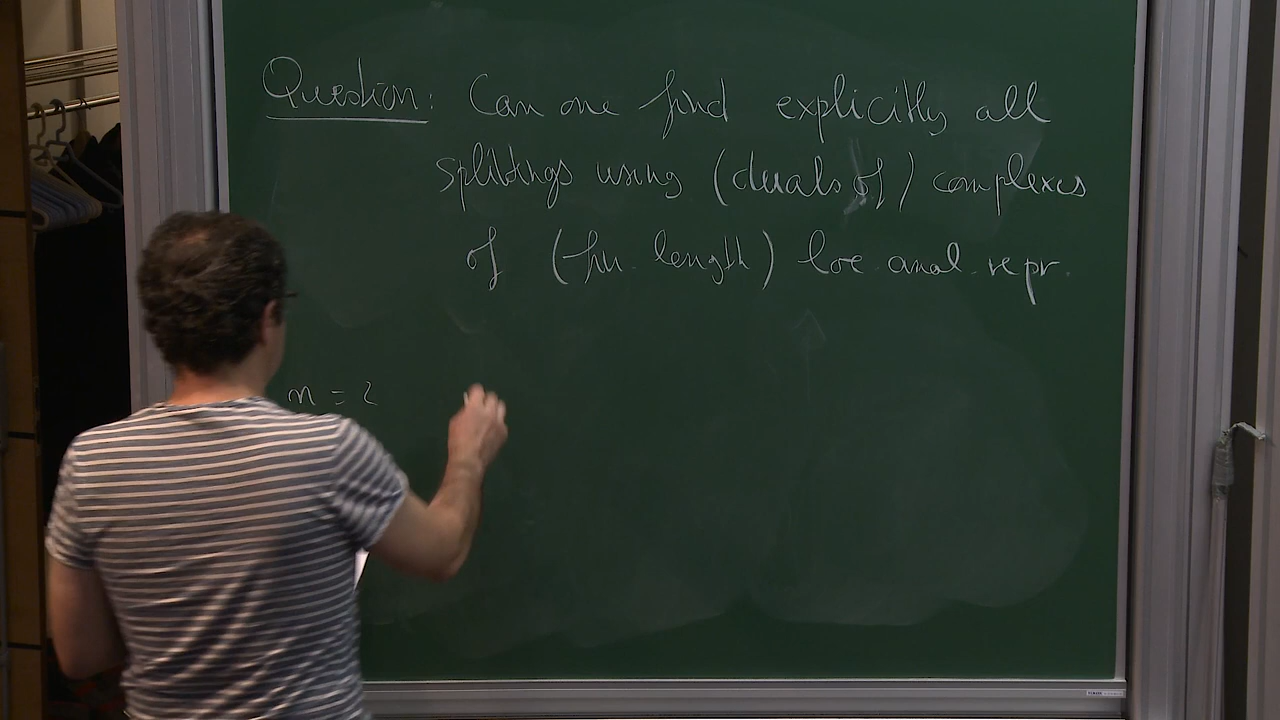 Question: Can one find explicitly all
splittings using (duals of) complexes
of (fin. length) loc. anal. repr.
n = 2